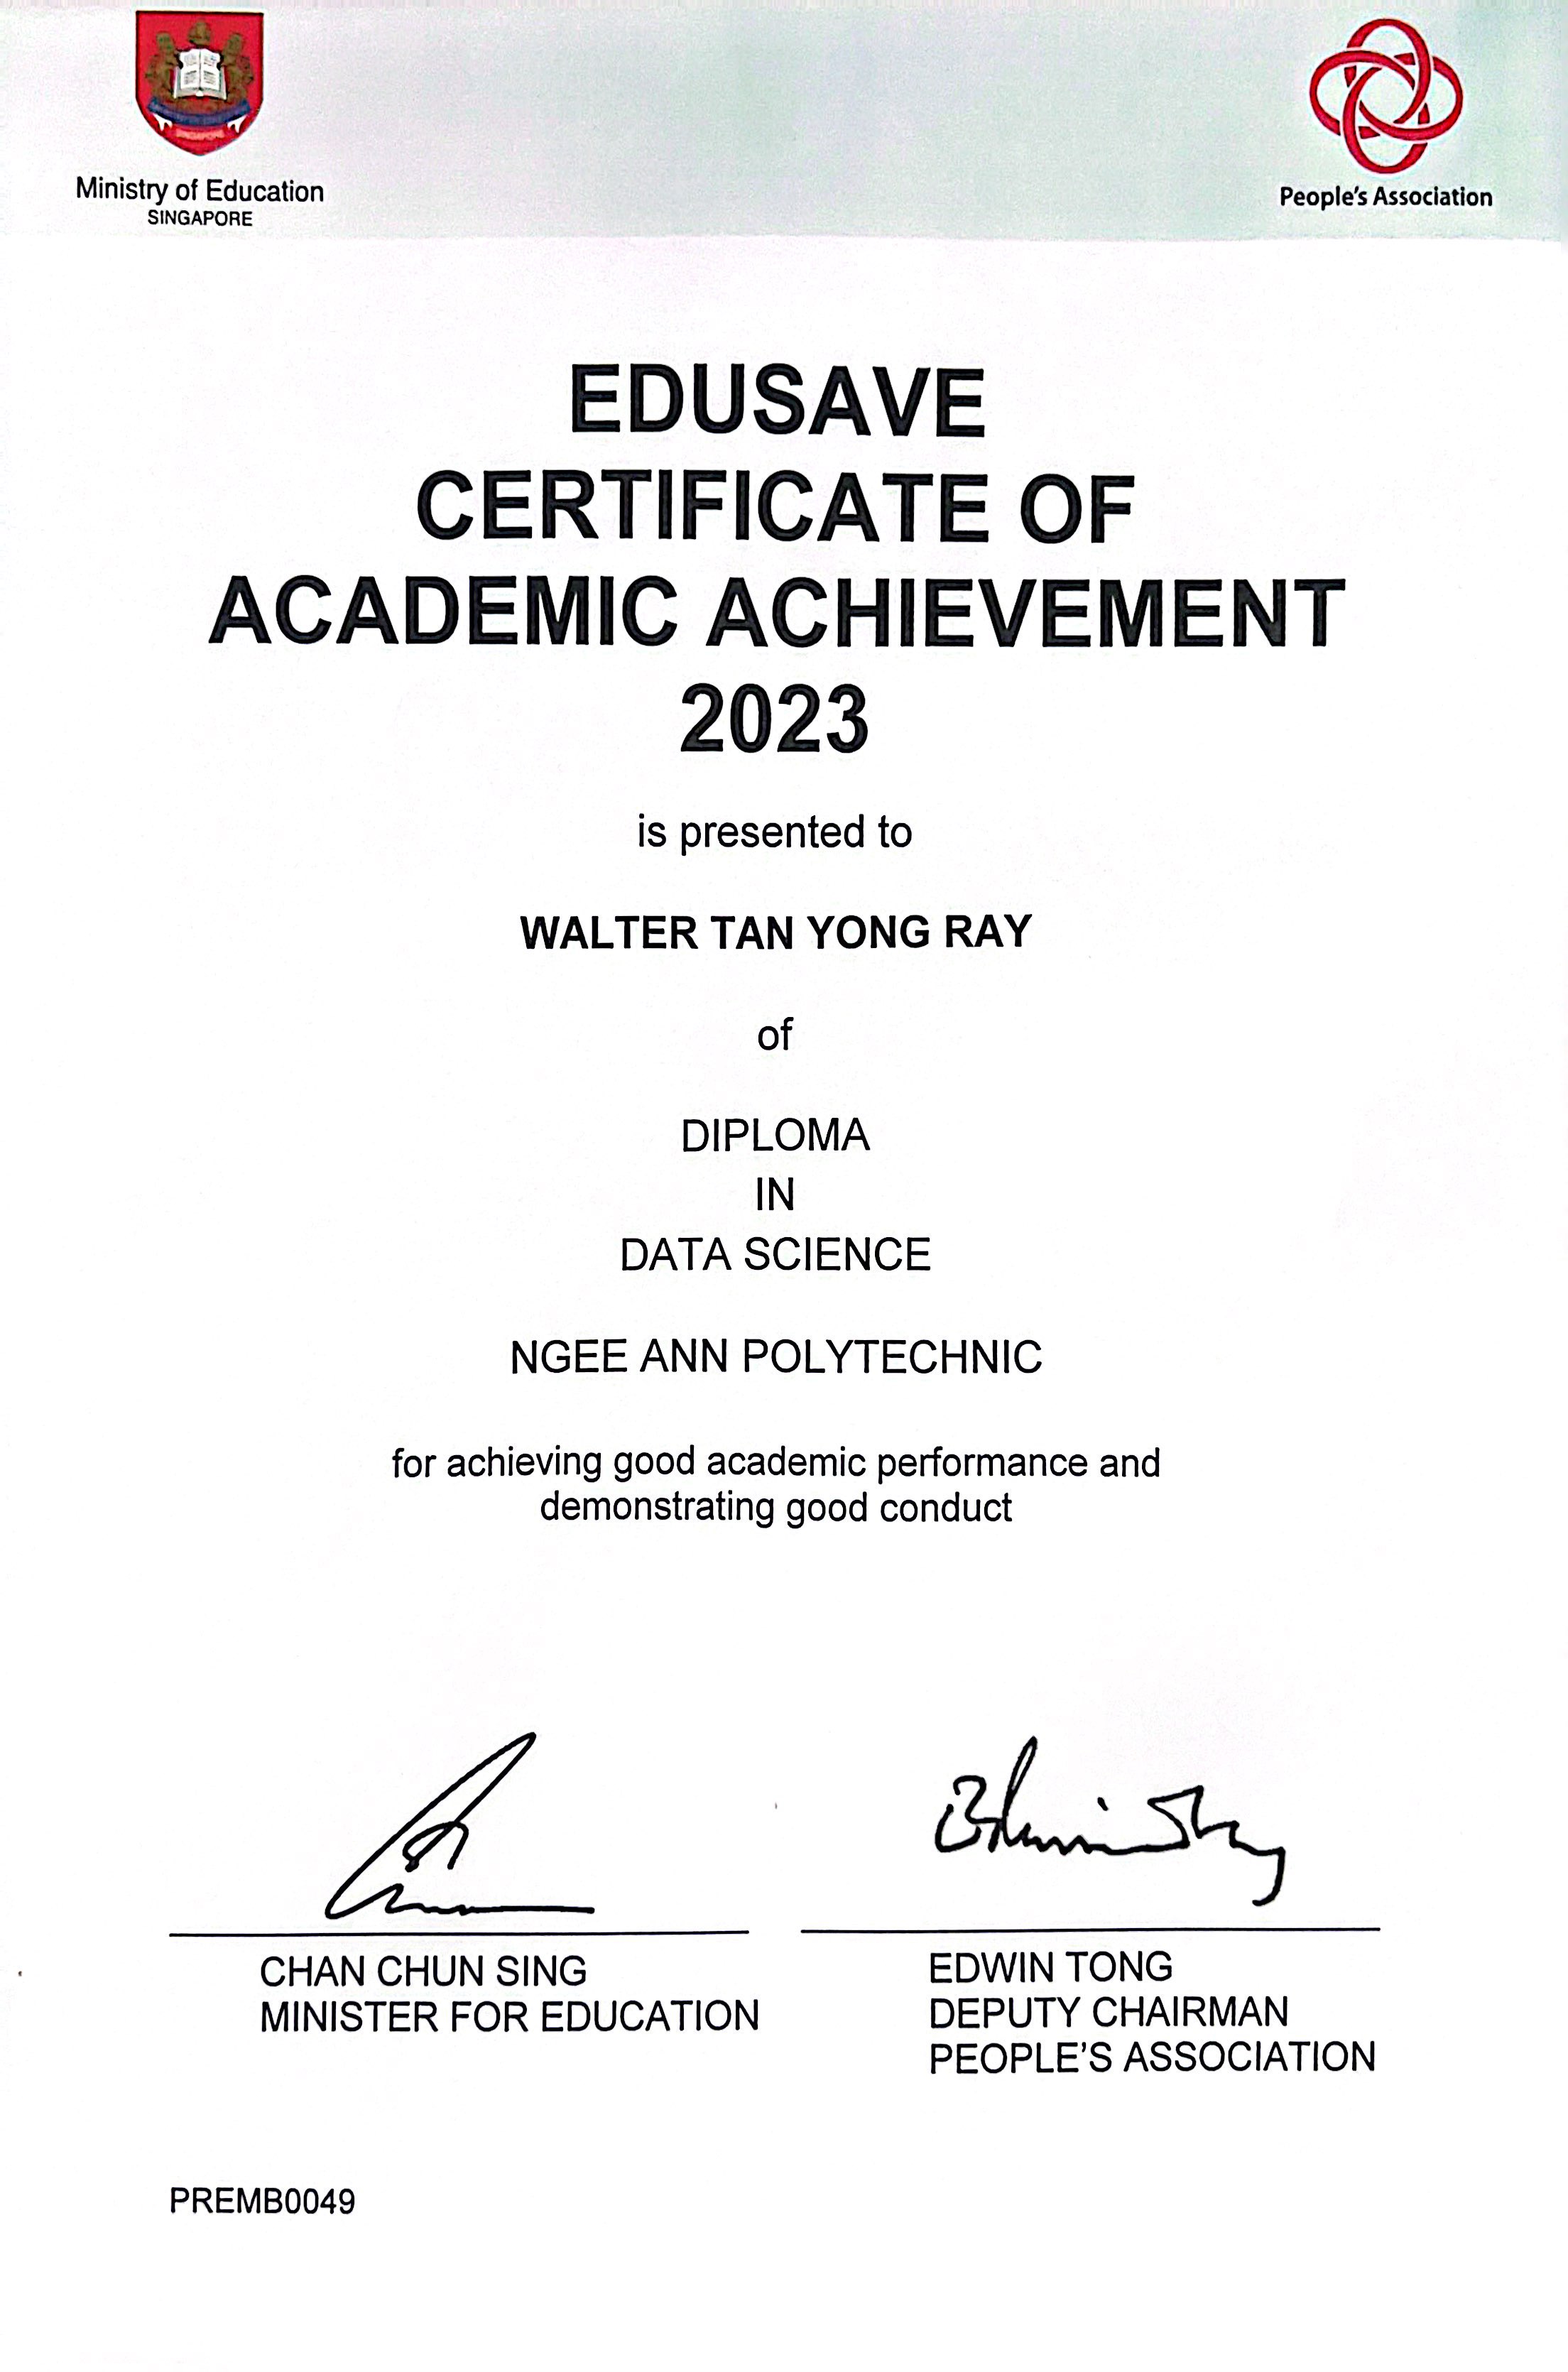 Ministry of Education
SINGAPORE
People's Association
EDUSAVE
CERTIFICATE OF
ACADEMIC ACHIEVEMENT
2023
is presented to
WALTER TAN YONG RAY
of
DIPLOMA
IN
DATA SCIENCE
NGEE ANN POLYTECHNIC
for achieving good academic performance and
demonstrating good conduct
Edwin Tong
CHAN CHUN SING
MINISTER FOR EDUCATION
EDWIN TONG
DEPUTY CHAIRMAN
PEOPLE'S ASSOCIATION
PREMB0049